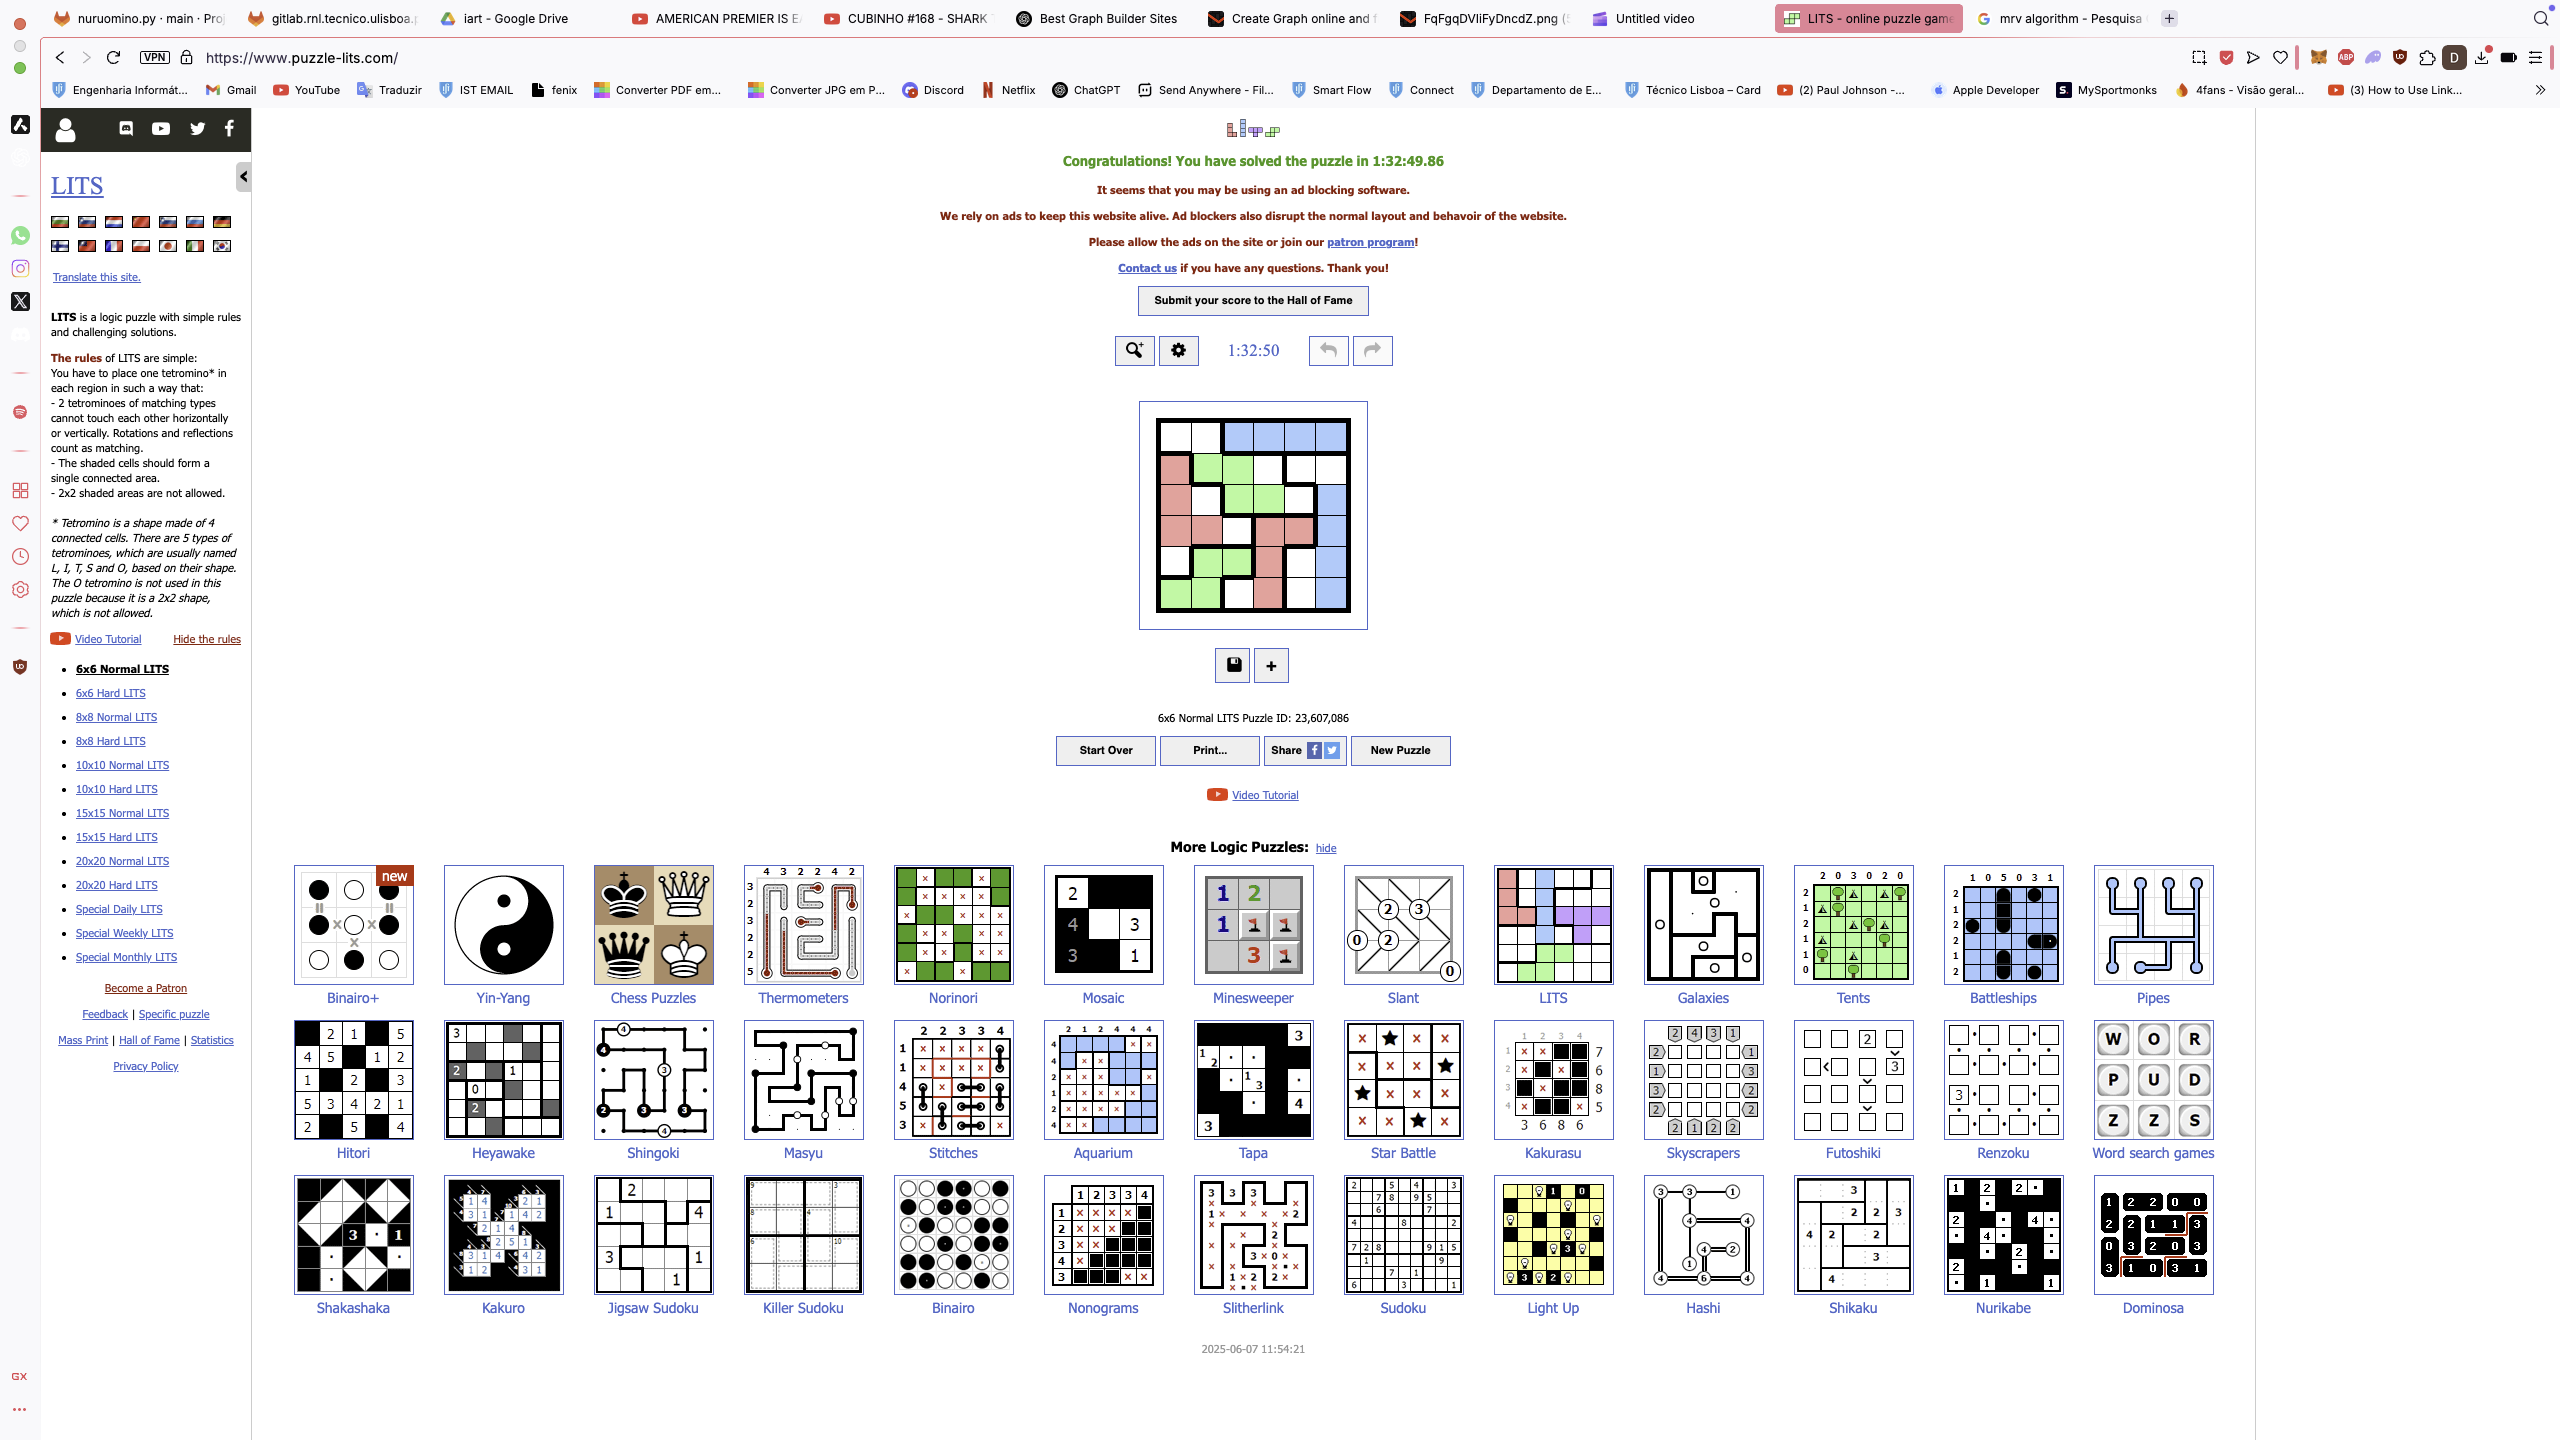 nuruomino.py · main · Proj
gitlab.rnl.tecnico.ulisboa.p
iart - Google Drive
AMERICAN PREMIER IS EA
CUBINHO #168 - SHARK T
Best Graph Builder Sites
Create Graph online and f
FqFgqDVIiFyDncdZ.png (5
Untitled video
LITS - online puzzle game
mrv algorithm - Pesquisa
VPN
https://www.puzzle-lits.com/
D
Engenharia Informát...
Gmail
YouTube
Traduzir
IST EMAIL
fenix
Converter PDF em...
Converter JPG em P...
Discord
Netflix
ChatGPT
Send Anywhere - Fil...
Smart Flow
Connect
Departamento de E...
Técnico Lisboa – Card
(2) Paul Johnson -...
Apple Developer
MySportmonks
4fans - Visão geral...
(3) How to Use Link...
LITS
Translate this site.
LITS is a logic puzzle with simple rules
and challenging solutions.
The rules of LITS are simple:
You have to place one tetromino* in
each region in such a way that:
- 2 tetrominoes of matching types
cannot touch each other horizontally
or vertically. Rotations and reflections
count as matching.
- The shaded cells should form a
single connected area.
- 2x2 shaded areas are not allowed.
* Tetromino is a shape made of 4
connected cells. There are 5 types of
tetrominoes, which are usually named
L, I, T, S and O, based on their shape.
The O tetromino is not used in this
puzzle because it is a 2x2 shape,
which is not allowed.
Video Tutorial
Hide the rules
6x6 Normal LITS
6x6 Hard LITS
8x8 Normal LITS
8x8 Hard LITS
10x10 Normal LITS
10x10 Hard LITS
15x15 Normal LITS
15x15 Hard LITS
20x20 Normal LITS
20x20 Hard LITS
Special Daily LITS
Special Weekly LITS
Special Monthly LITS
Become a Patron
Feedback | Specific puzzle
Mass Print | Hall of Fame | Statistics
Privacy Policy
GX
Congratulations! You have solved the puzzle in 1:32:49.86
It seems that you may be using an ad blocking software.
We rely on ads to keep this website alive. Ad blockers also disrupt the normal layout and behavoir of the website.
Please allow the ads on the site or join our patron program!
Contact us if you have any questions. Thank you!
Submit your score to the Hall of Fame
1:32:50
6x6 Normal LITS Puzzle ID: 23,607,086
Start Over
Print...
Share
New Puzzle
Video Tutorial
More Logic Puzzles: hide
new
Binairo+
Yin-Yang
Chess Puzzles
Thermometers
Norinori
Mosaic
Minesweeper
Slant
LITS
Galaxies
Tents
Battleships
Pipes
Hitori
Heyawake
Shingoki
Masyu
Stitches
Aquarium
Tapa
Star Battle
Kakurasu
Skyscrapers
Futoshiki
Renzoku
W O R
P U D
Z Z S
Word search games
Shakashaka
Kakuro
Jigsaw Sudoku
Killer Sudoku
Binairo
Nonograms
Slitherlink
Sudoku
Light Up
Hashi
Shikaku
Nurikabe
Dominosa
2025-06-07 11:54:21